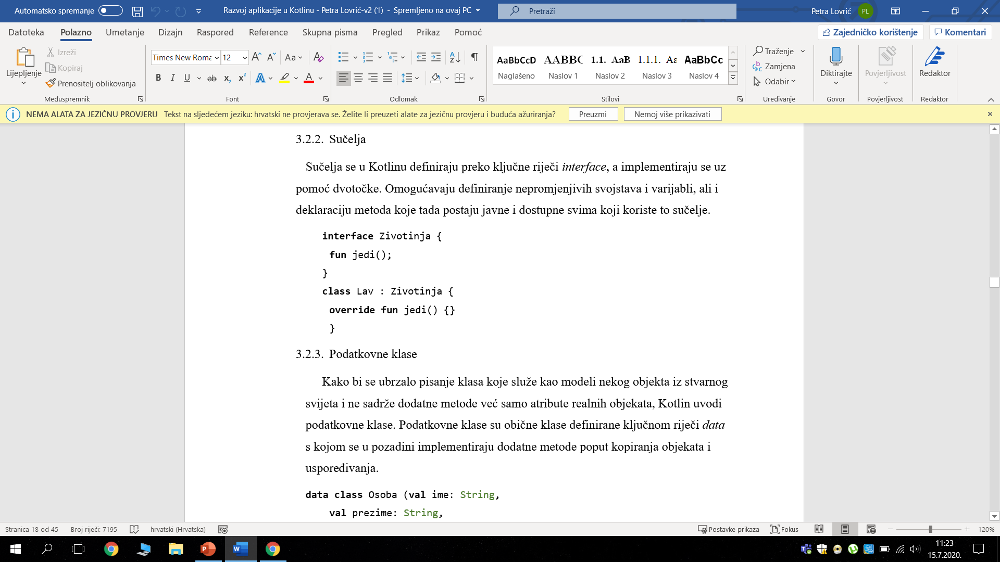 Automatsko spremanje
Razvoj aplikacije u Kotlinu - Petra Lovrić-v2 (1) - Spremljeno na ovaj PC
Pretraži
Petra Lovrić PL
Datoteka Polazno Umetanje Dizajn Raspored Reference Skupna pisma Pregled Prikaz Pomoć
Zajedničko korištenje Komentari
Lijepljenje
Izreži
Kopiraj
Prenositelj oblikovanja
Međuspremnik
Times New Roma 12
Font
Odlomak
AaBbCcD AABBC 1.1. AaB 1.1.1. Aa AaBbCc
Naglašeno Naslov 1 Naslov 2 Naslov 3 Naslov 4
Stilovi
Traženje
Zamjena
Odabir
Uređivanje
Diktirajte
Govor
Povjerljivost
Povjerljivost
Redaktor
Redaktor
NEMA ALATA ZA JEZIČNU PROVJERU Tekst na sljedećem jeziku: hrvatski ne provjerava se. Želite li preuzeti alate za jezičnu provjeru i buduća ažuriranja? Preuzmi Nemoj više prikazivati
3.2.2. Sučelja
Sučelja se u Kotlinu definiraju preko ključne riječi interface, a implementiraju se uz
pomoć dvotočke. Omogućavaju definiranje nepromjenjivih svojstava i varijabli, ali i
deklaraciju metoda koje tada postaju javne i dostupne svima koji koriste to sučelje.
interface Zivotinja {
fun jedi();
}
class Lav : Zivotinja {
override fun jedi() {}
}
3.2.3. Podatkovne klase
Kako bi se ubrzalo pisanje klasa koje služe kao modeli nekog objekta iz stvarnog
svijeta i ne sadrže dodatne metode već samo atribute realnih objekata, Kotlin uvodi
podatkovne klase. Podatkovne klase su obične klase definirane ključnom riječi data
s kojom se u pozadini implementiraju dodatne metode poput kopiranja objekata i
uspoređivanja.
data class Osoba (val ime: String,
val prezime: String,
Stranica 18 od 45 Broj riječi: 7195 hrvatski (Hrvatska)
Postavke prikaza Fokus 120%
11:23
15.7.2020.